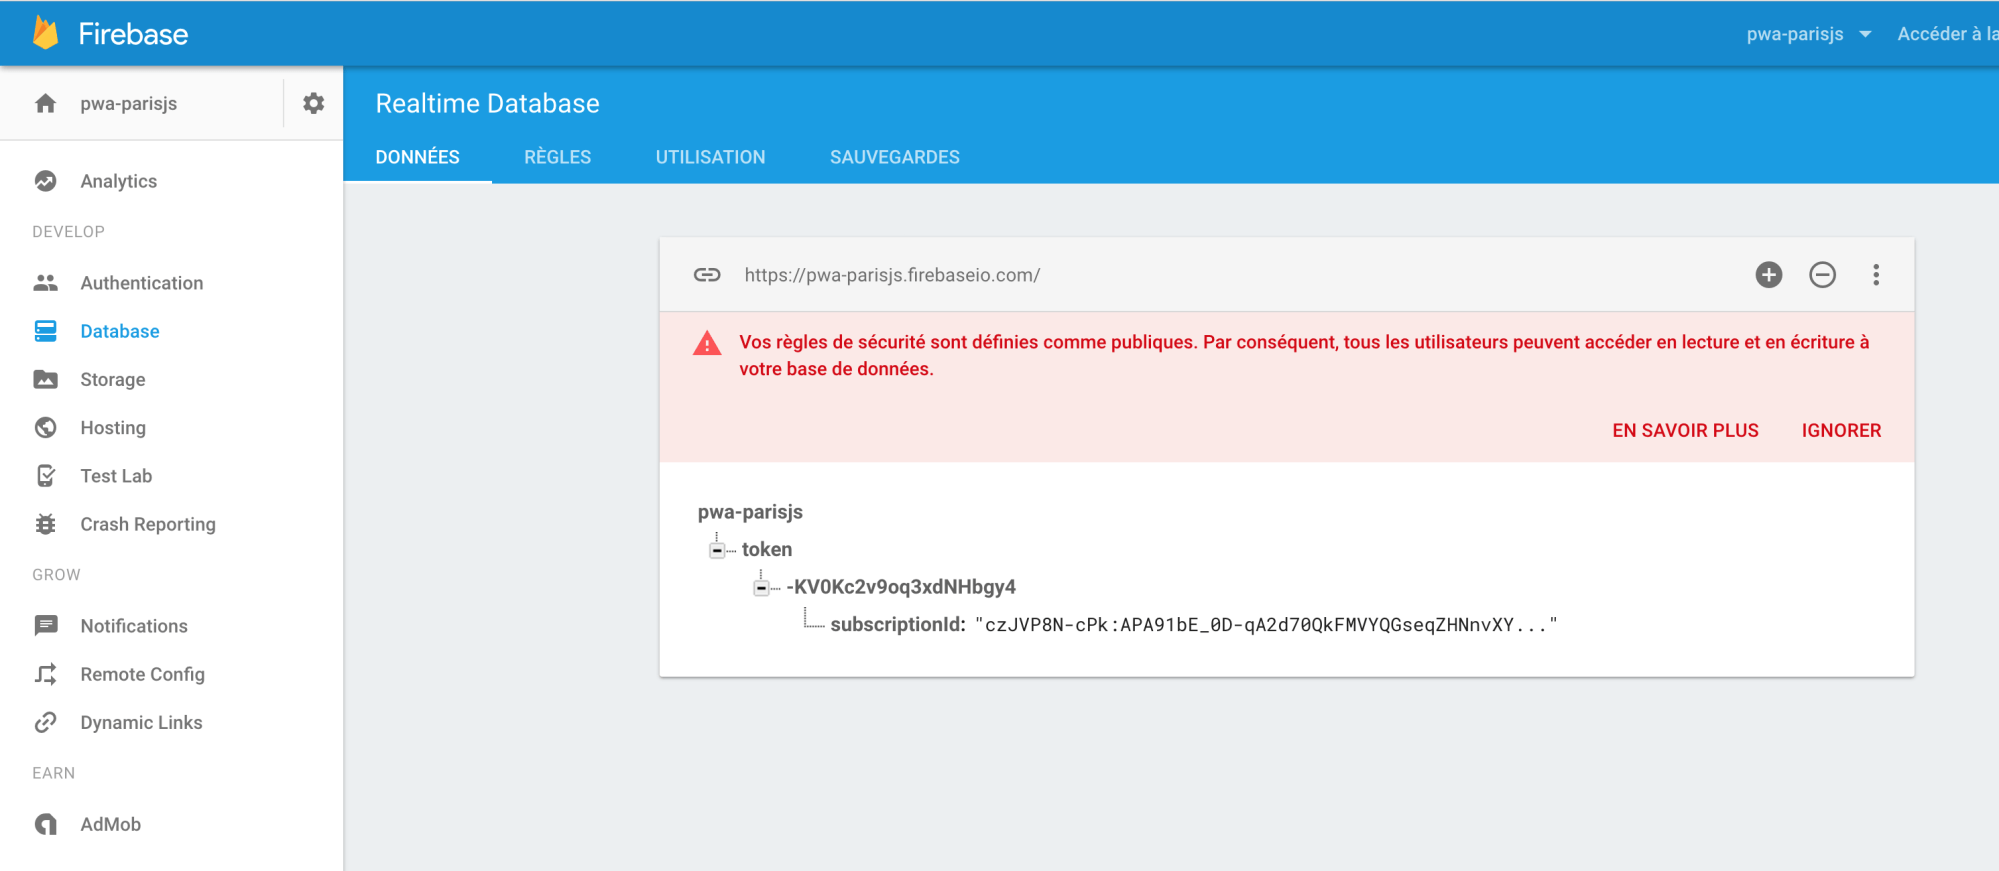 Firebase
pwa-parisjs
Accéder à la
pwa-parisjs
Realtime Database
DONNÉES
RÈGLES
UTILISATION
SAUVEGARDES
Analytics
DEVELOP
Authentication
Database
Storage
Hosting
Test Lab
Crash Reporting
GROW
Notifications
Remote Config
Dynamic Links
EARN
AdMob
https://pwa-parisjs.firebaseio.com/
Vos règles de sécurité sont définies comme publiques. Par conséquent, tous les utilisateurs peuvent accéder en lecture et en écriture à
votre base de données.
EN SAVOIR PLUS
IGNORER
pwa-parisjs
token
-KV0Kc2v9oq3xdNHbgy4
subscriptionId: "czJVP8N-cPk:APA91bE_0D-qA2d70QkFMVYQGseqZHNnvXY..."